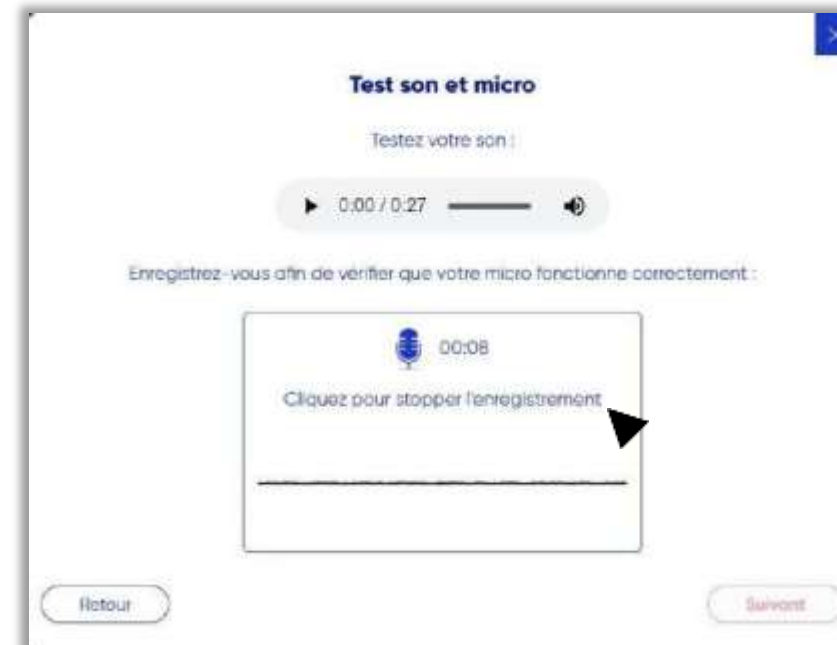 Test son et micro
Testez votre son :
0:00 / 0:27
Enregistrez-vous afin de vérifier que votre micro fonctionne correctement :
00:08
Cliquez pour stopper l'enregistrement
Retour
Suivant